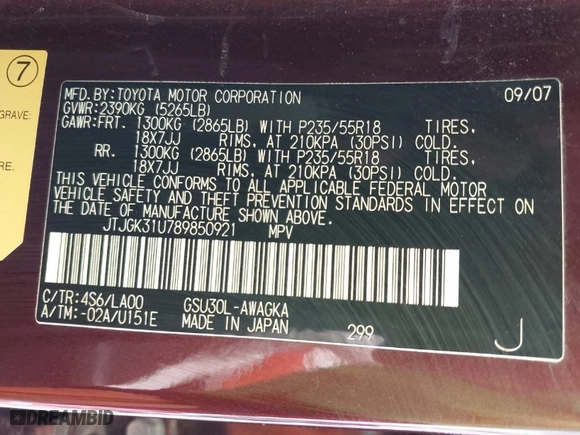 7
GRAVE:
RE.
RE.
MFD.BY:TOYOTA MOTOR CORPORATION 09/07
GVWR:2390KG (5265LB)
GAWR:FRT. 1300KG (2865LB) WITH P235/55R18 TIRES,
18X7JJ RIMS, AT 210KPA (30PSI) COLD.
RR. 1300KG (2865LB) WITH P235/55R18 TIRES,
18X7JJ RIMS, AT 210KPA (30PSI) COLD.
THIS VEHICLE CONFORMS TO ALL APPLICABLE FEDERAL MOTOR
VEHICLE SAFETY AND THEFT PREVENTION STANDARDS IN EFFECT ON
THE DATE OF MANUFACTURE SHOWN ABOVE.
JTJGK31U789850921 MPV
C/TR:4S6/LA00 GSU30L-AWAGKA
A/TM:-02A/U151E MADE IN JAPAN 299 J
DREAMBID